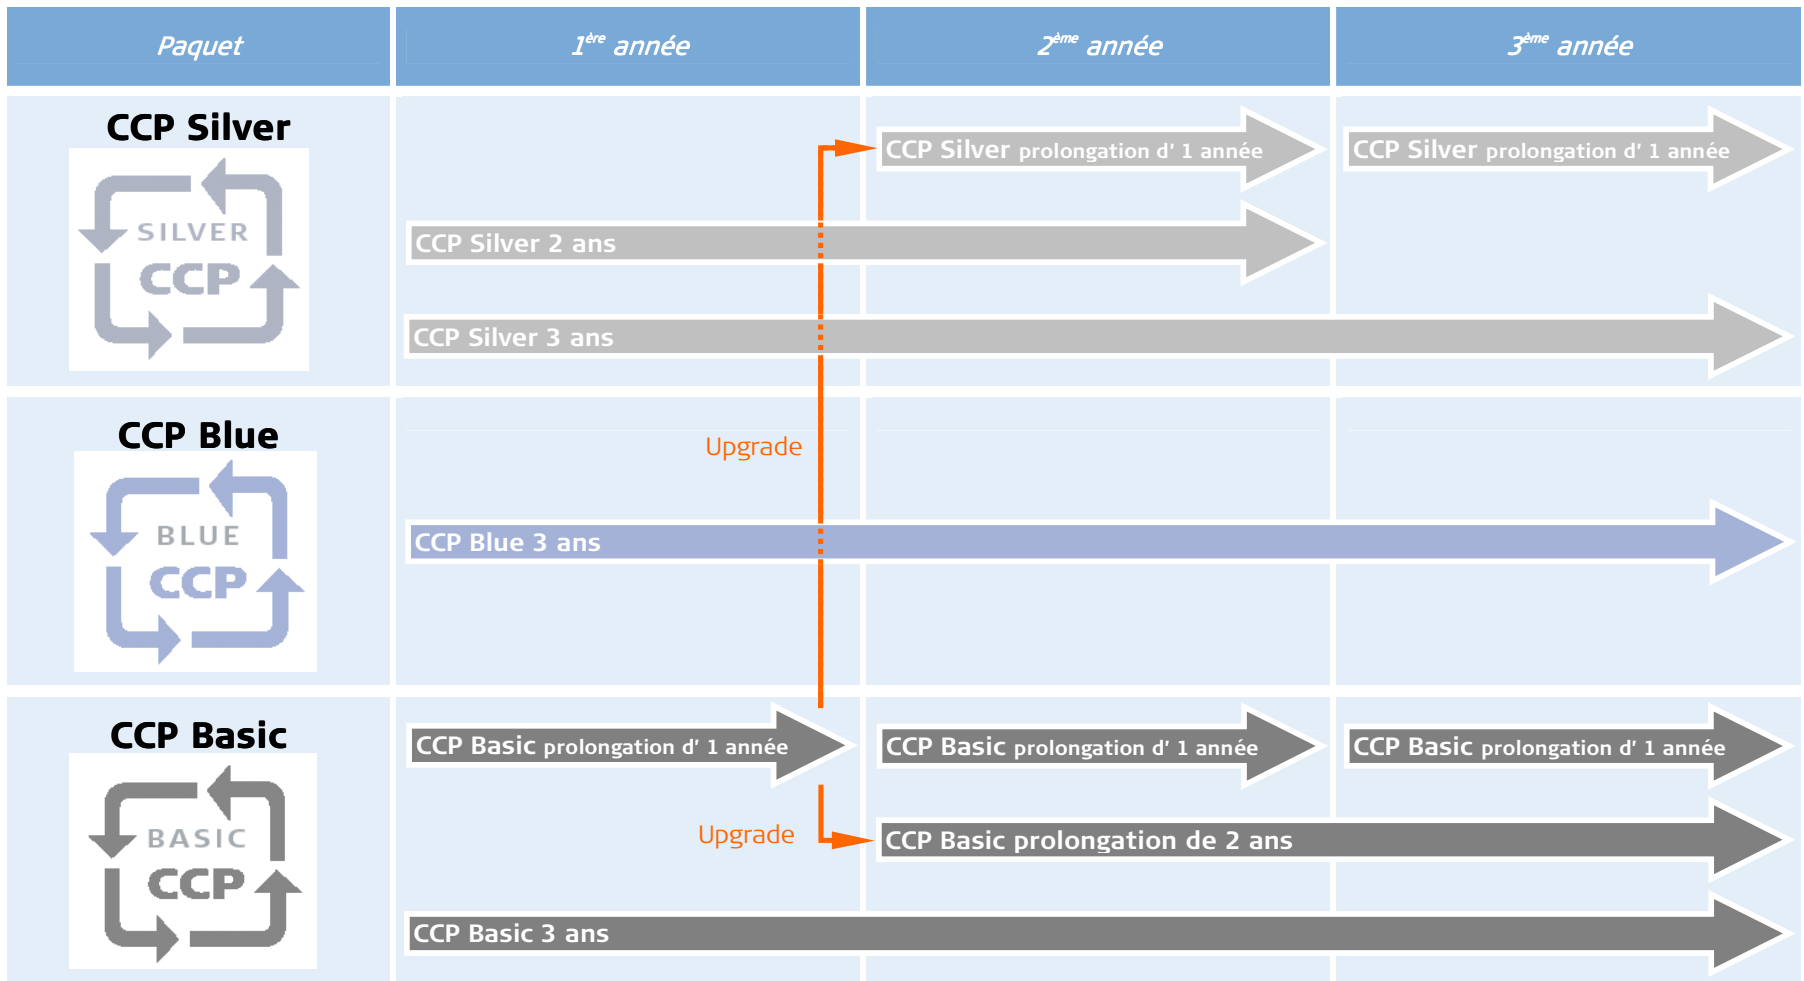 Paquet
1ère année
2ème année
3ème année
CCP Silver
SILVER
CCP
CCP Silver prolongation d' 1 année
CCP Silver prolongation d' 1 année
CCP Silver 2 ans
CCP Silver 3 ans
CCP Blue
BLUE
CCP
Upgrade
CCP Blue 3 ans
CCP Basic
BASIC
CCP
CCP Basic prolongation d' 1 année
CCP Basic prolongation d' 1 année
CCP Basic prolongation d' 1 année
Upgrade
CCP Basic prolongation de 2 ans
CCP Basic 3 ans